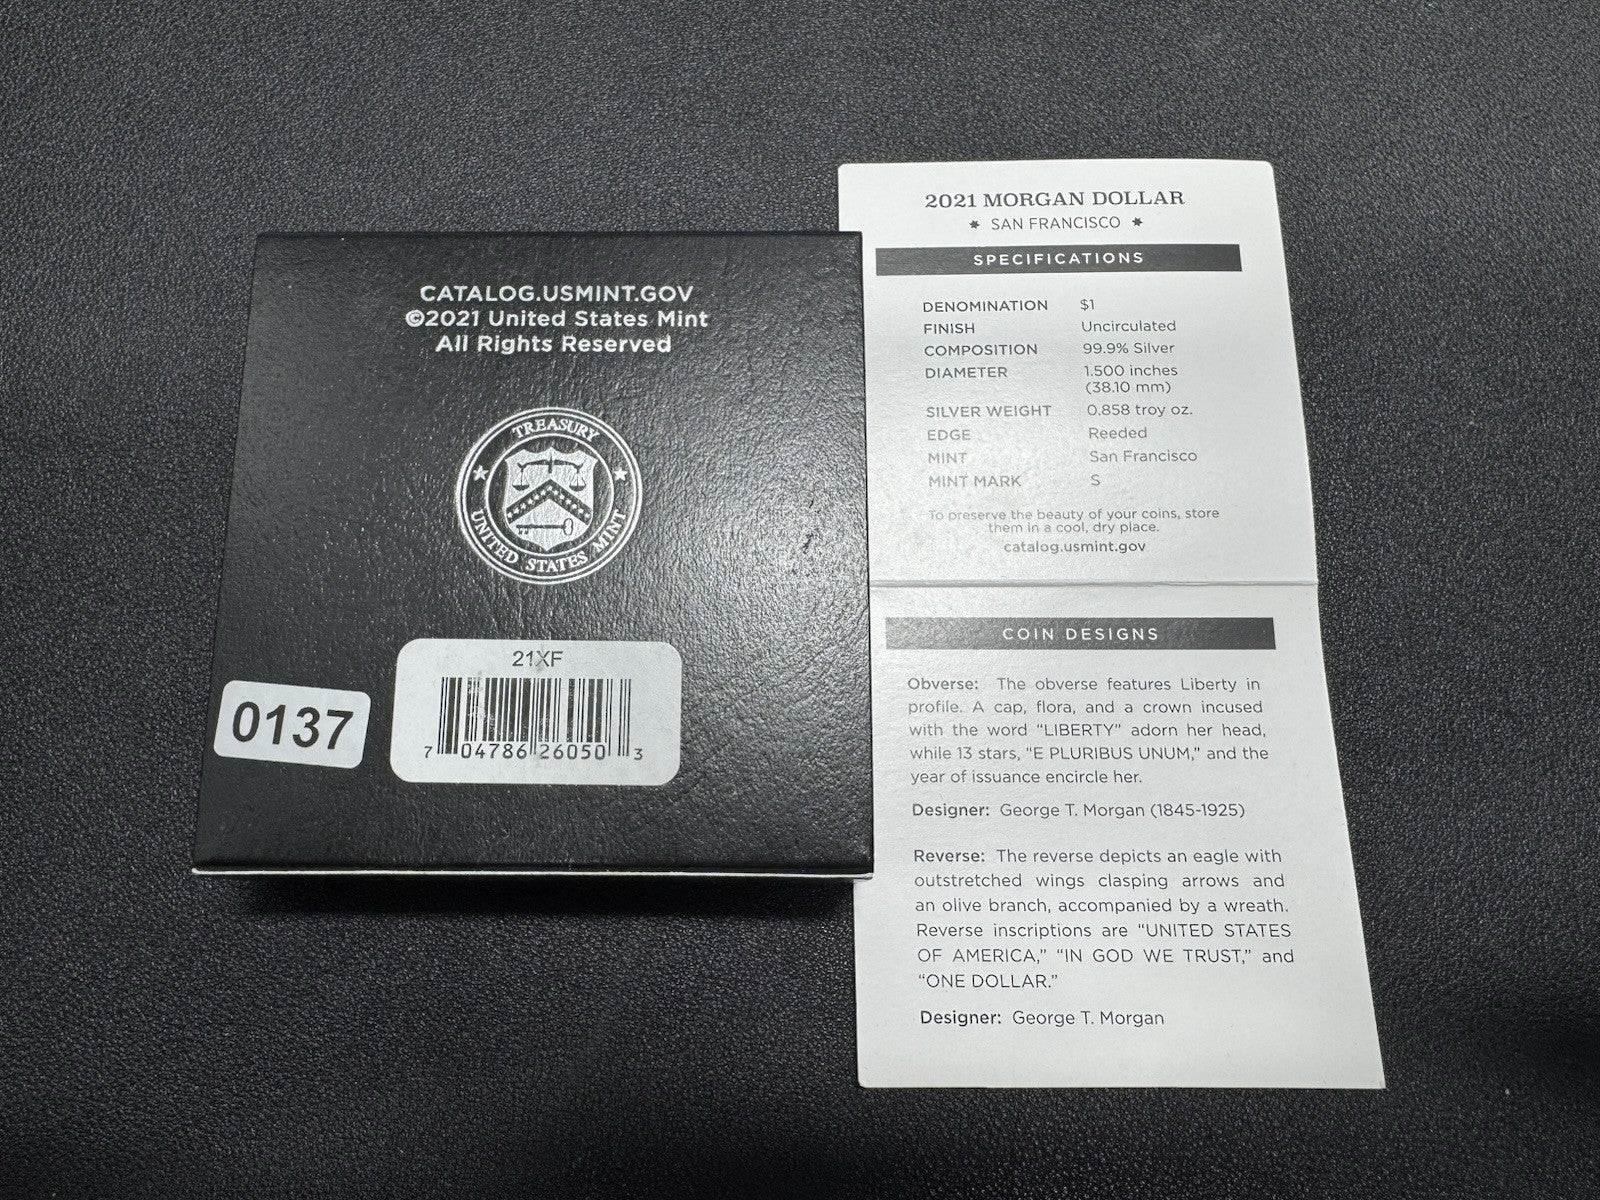 CATALOG.USMINT.GOV
©2021 United States Mint
All Rights Reserved
TREASURY
UNITED STATES MINT
21XF
7 04786 26050 3
0137
2021 MORGAN DOLLAR
SAN FRANCISCO
SPECIFICATIONS
DENOMINATION $1
FINISH Uncirculated
COMPOSITION 99.9% Silver
DIAMETER 1.500 inches
(38.10 mm)
SILVER WEIGHT 0.858 troy oz.
EDGE Reeded
MINT San Francisco
MINT MARK S
To preserve the beauty of your coins, store
them in a cool, dry place.
catalog.usmint.gov
COIN DESIGNS
Obverse: The obverse features Liberty in
profile. A cap, flora, and a crown incused
with the word “LIBERTY” adorn her head,
while 13 stars, “E PLURIBUS UNUM,” and the
year of issuance encircle her.
Designer: George T. Morgan (1845-1925)
Reverse: The reverse depicts an eagle with
outstretched wings clasping arrows and
an olive branch, accompanied by a wreath.
Reverse inscriptions are “UNITED STATES
OF AMERICA,” “IN GOD WE TRUST,” and
“ONE DOLLAR.”
Designer: George T. Morgan